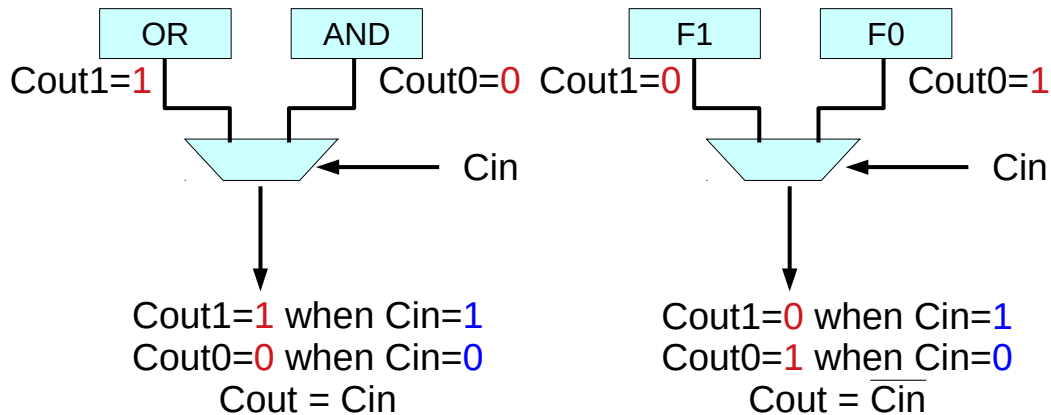 OR AND
Cout1=1 Cout0=0
Cin
Cout1=1 when Cin=1
Cout0=0 when Cin=0
Cout = Cin
F1 F0
Cout1=0 Cout0=1
Cin
Cout1=0 when Cin=1
Cout0=1 when Cin=0
Cout = C̅i̅n̅